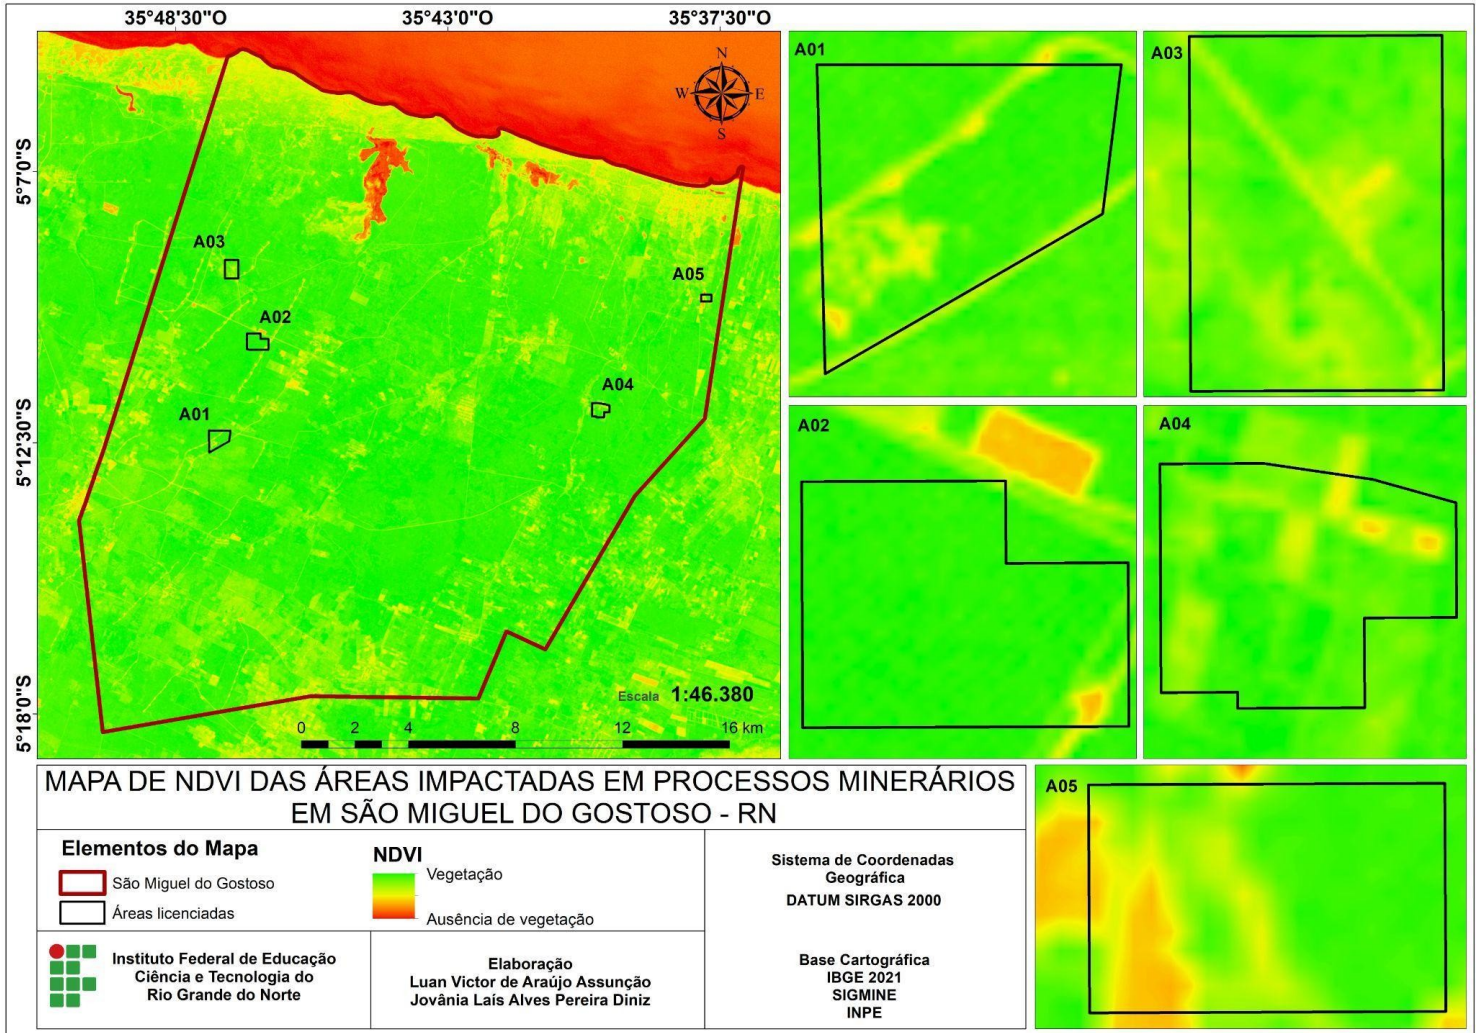 35°48'30"O
35°43'0"O
35°37'30"O
5°7'0"S
5°12'30"S
5°18'0"S
N
W
E
S
A03
A02
A01
A05
A04
Escala 1:46.380
0 2 4 8 12 16 km
A01
A03
A02
A04
A05
MAPA DE NDVI DAS ÁREAS IMPACTADAS EM PROCESSOS MINERÁRIOS
EM SÃO MIGUEL DO GOSTOSO - RN
Elementos do Mapa
São Miguel do Gostoso
Áreas licenciadas
NDVI
Vegetação
Ausência de vegetação
Sistema de Coordenadas
Geográfica
DATUM SIRGAS 2000
Instituto Federal de Educação
Ciência e Tecnologia do
Rio Grande do Norte
Elaboração
Luan Victor de Araújo Assunção
Jovânia Laís Alves Pereira Diniz
Base Cartográfica
IBGE 2021
SIGMINE
INPE